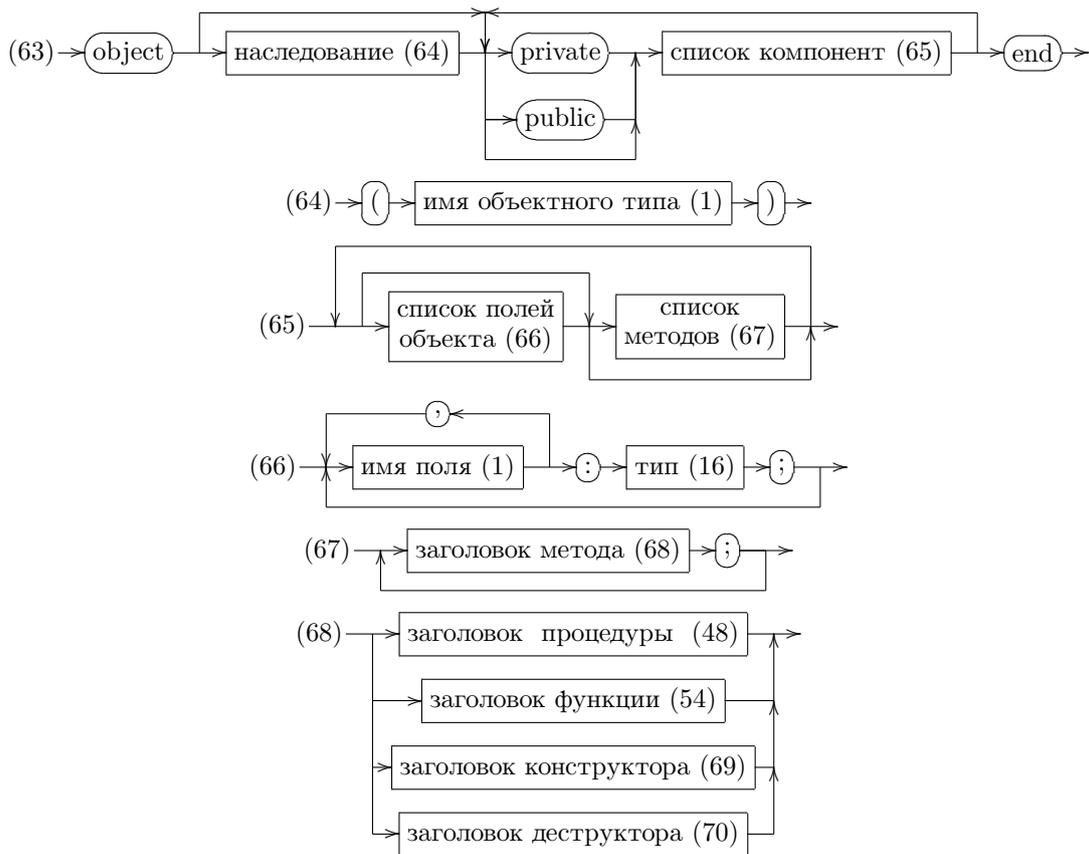 (63) object наследование (64) private список компонент (65) end
public
(64) ( имя объектного типа (1) )
(65) список полей объекта (66) список методов (67)
,
(66) имя поля (1) : тип (16) ;
(67) заголовок метода (68) ;
(68) заголовок процедуры (48)
заголовок функции (54)
заголовок конструктора (69)
заголовок деструктора (70)